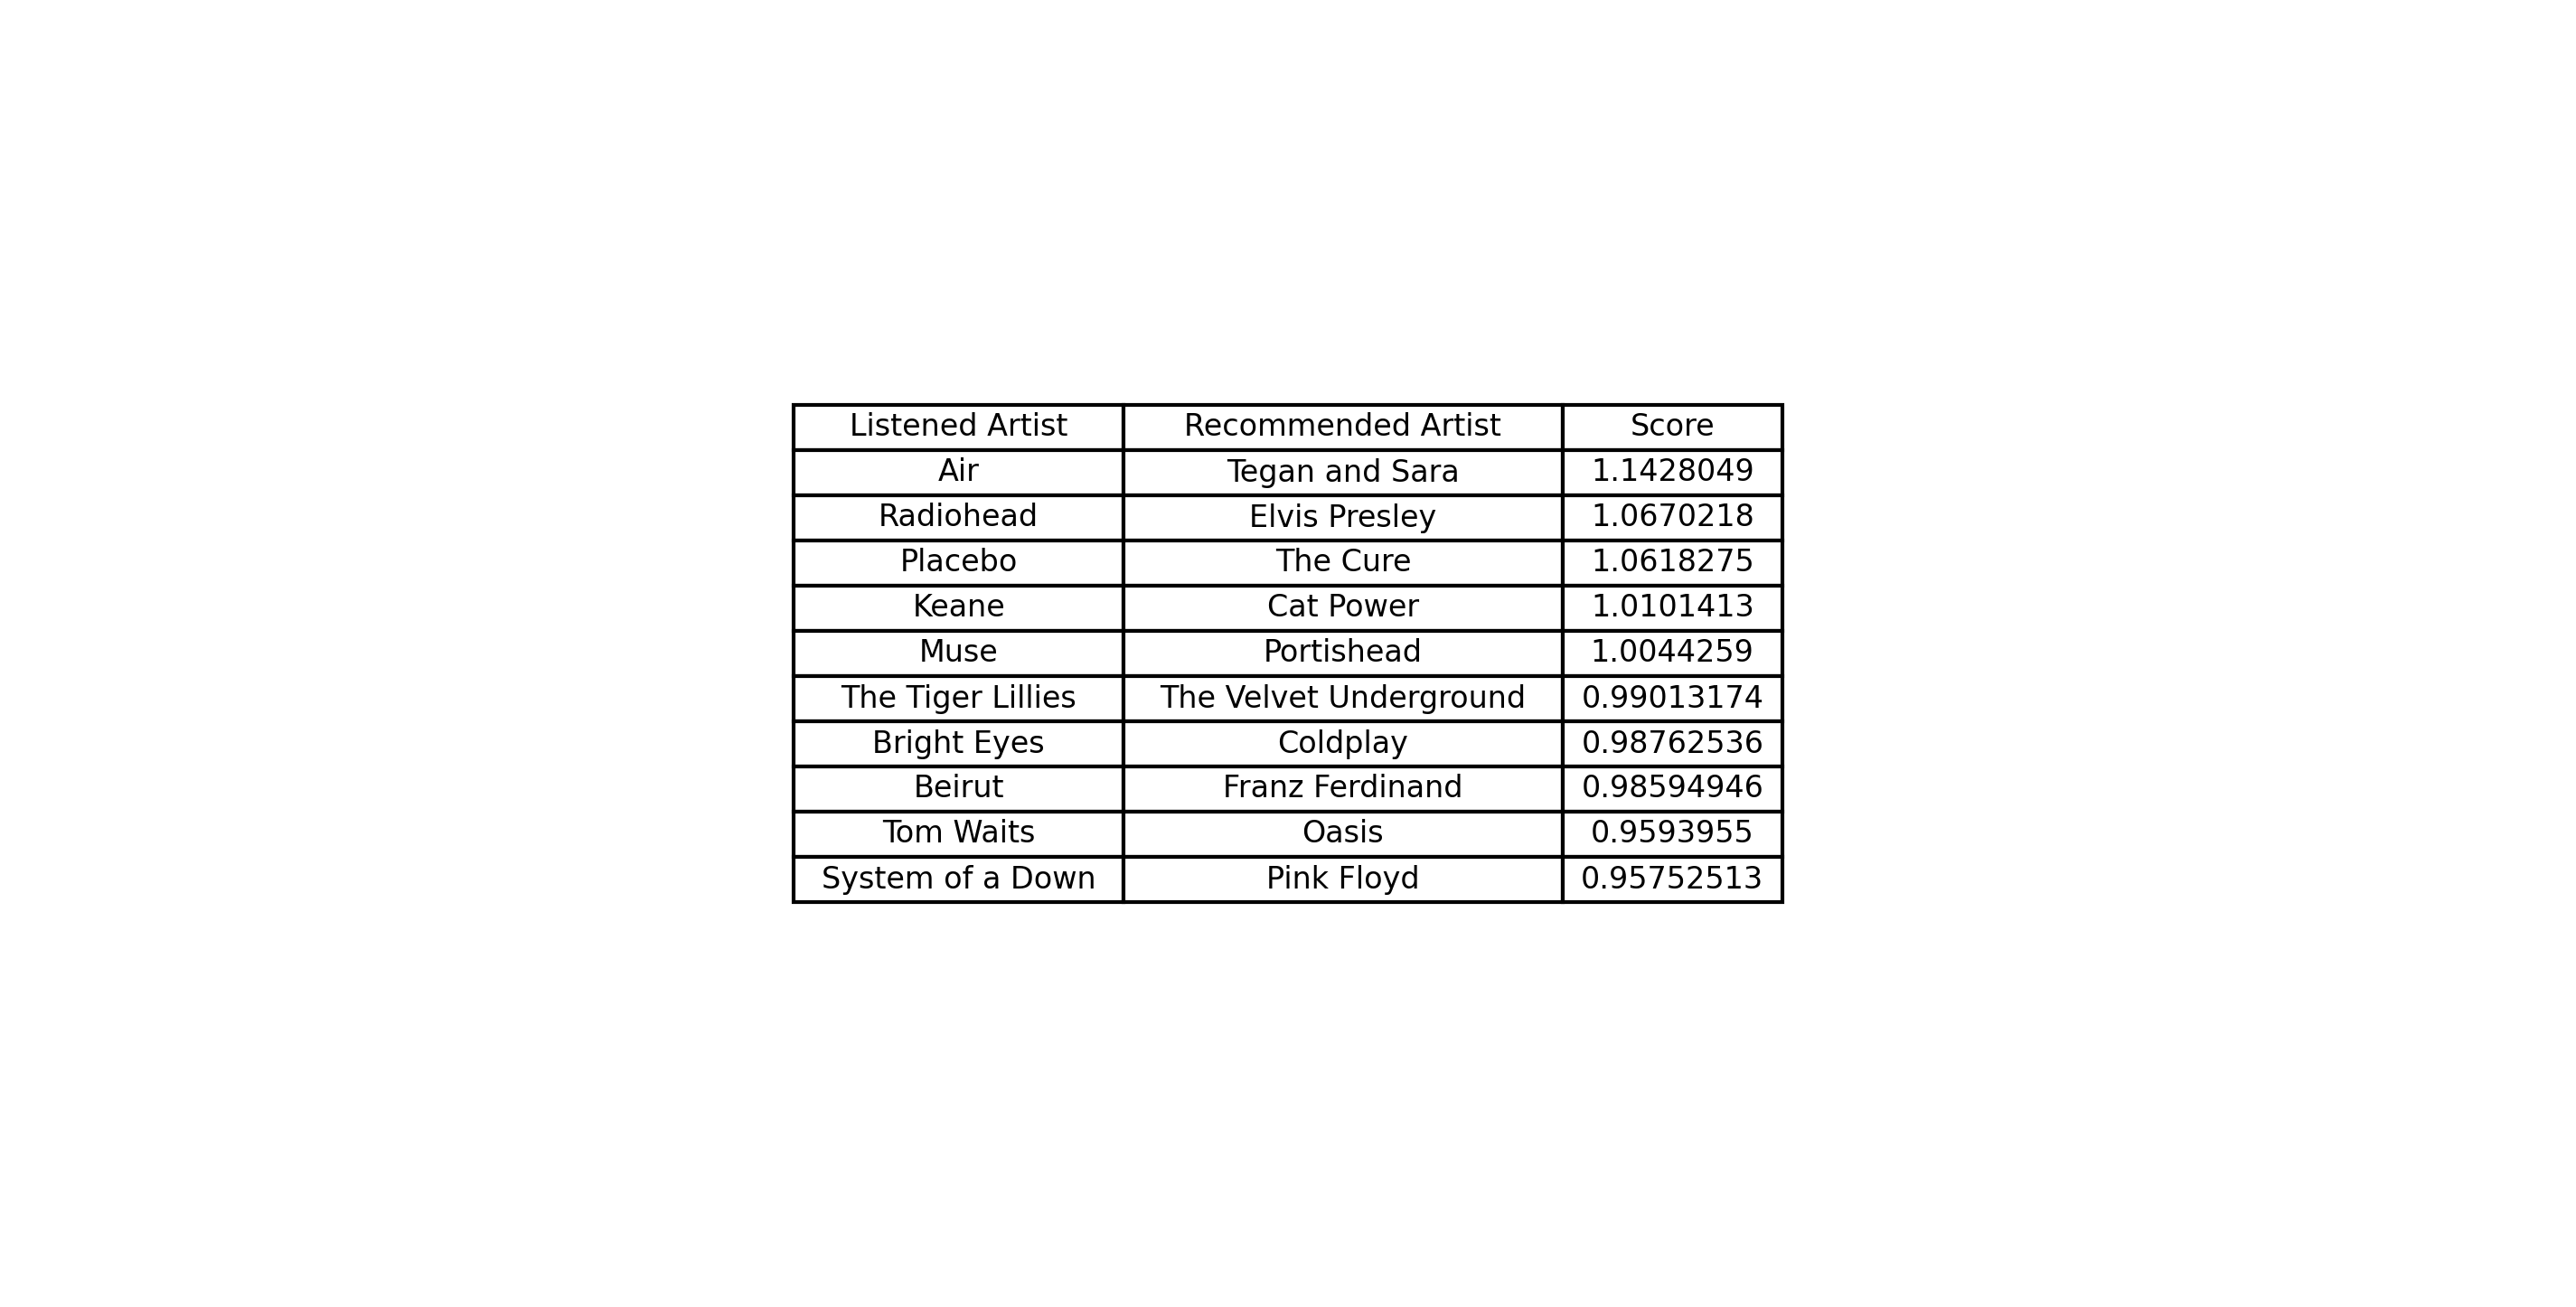 Listened Artist Recommended Artist Score
Air Tegan and Sara 1.1428049
Radiohead Elvis Presley 1.0670218
Placebo The Cure 1.0618275
Keane Cat Power 1.0101413
Muse Portishead 1.0044259
The Tiger Lillies The Velvet Underground 0.99013174
Bright Eyes Coldplay 0.98762536
Beirut Franz Ferdinand 0.98594946
Tom Waits Oasis 0.9593955
System of a Down Pink Floyd 0.95752513